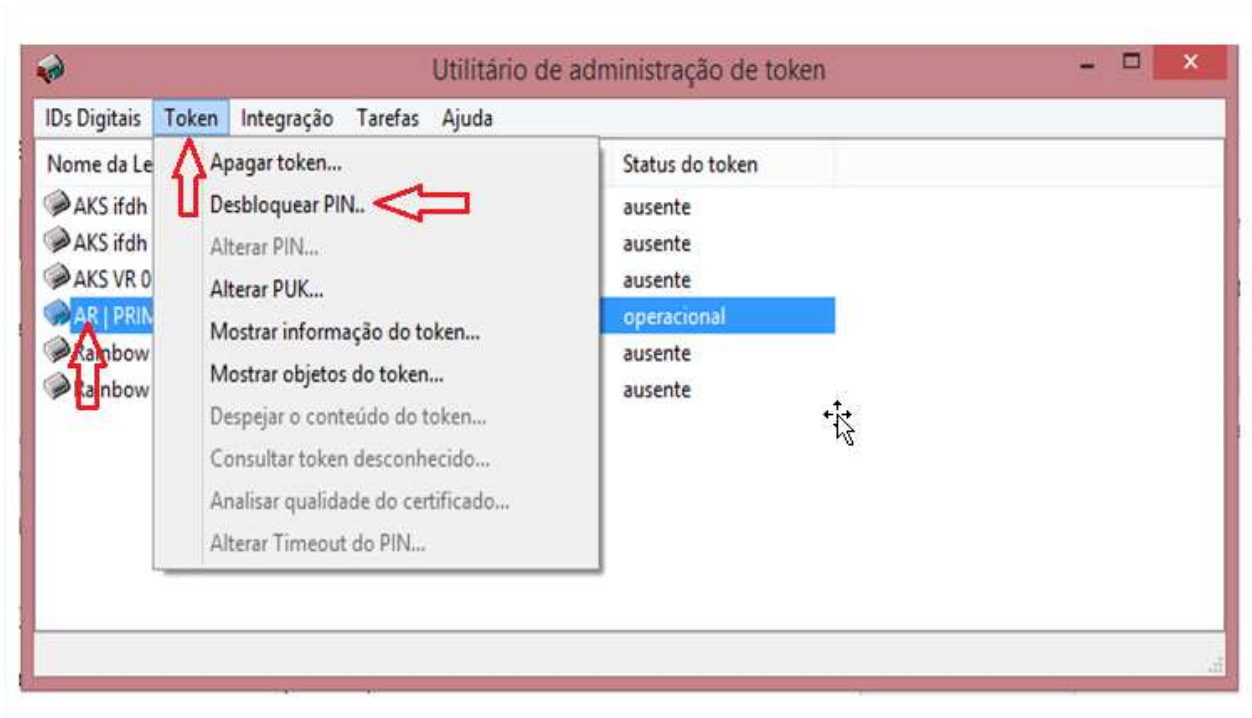 Utilitário de administração de token
IDs Digitais Token Integração Tarefas Ajuda
Nome da Le Status do token
Apagar token...
Desbloquear PIN..
Alterar PIN...
Alterar PUK...
Mostrar informação do token...
Mostrar objetos do token...
Despejar o conteúdo do token...
Consultar token desconhecido...
Analisar qualidade do certificado...
Alterar Timeout do PIN...
AKS ifdh ausente
AKS ifdh ausente
AKS VR 0 ausente
AR | PRIM operacional
Rainbow ausente
Rainbow ausente